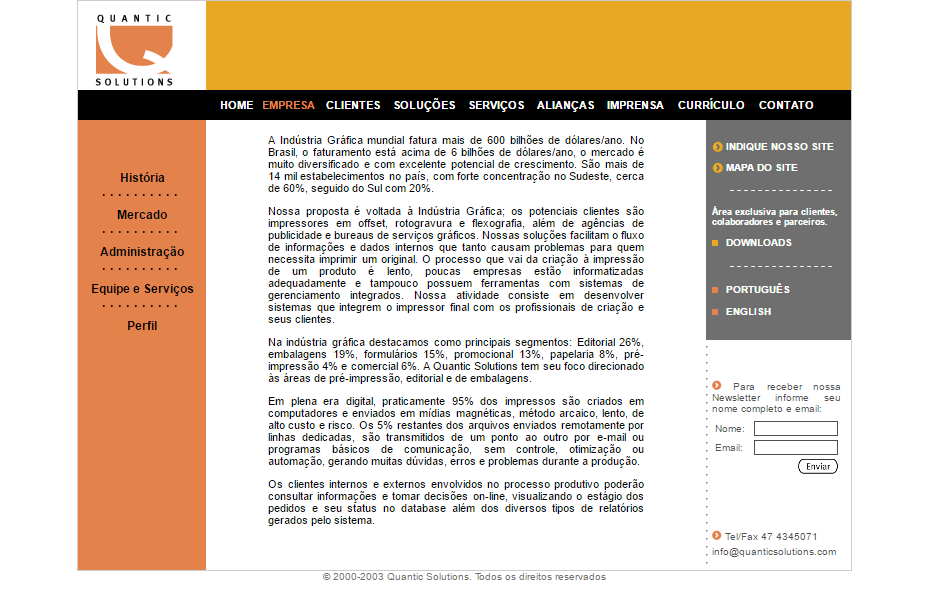 QUANTIC
SOLUTIONS
HOME EMPRESA CLIENTES SOLUÇÕES SERVIÇOS ALIANÇAS IMPRENSA CURRÍCULO CONTATO
História
Mercado
Administração
Equipe e Serviços
Perfil
A Indústria Gráfica mundial fatura mais de 600 bilhões de dólares/ano. No
Brasil, o faturamento está acima de 6 bilhões de dólares/ano, o mercado é
muito diversificado e com excelente potencial de crescimento. São mais de
14 mil estabelecimentos no país, com forte concentração no Sudeste, cerca
de 60%, seguido do Sul com 20%.
Nossa proposta é voltada à Indústria Gráfica; os potenciais clientes são
impressores em offset, rotogravura e flexografia, além de agências de
publicidade e bureaus de serviços gráficos. Nossas soluções facilitam o fluxo
de informações e dados internos que tanto causam problemas para quem
necessita imprimir um original. O processo que vai da criação à impressão
de um produto é lento, poucas empresas estão informatizadas
adequadamente e tampouco possuem ferramentas com sistemas de
gerenciamento integrados. Nossa atividade consiste em desenvolver
sistemas que integrem o impressor final com os profissionais de criação e
seus clientes.
Na indústria gráfica destacamos como principais segmentos: Editorial 26%,
embalagens 19%, formulários 15%, promocional 13%, papelaria 8%, pré-
impressão 4% e comercial 6%. A Quantic Solutions tem seu foco direcionado
às áreas de pré-impressão, editorial e de embalagens.
Em plena era digital, praticamente 95% dos impressos são criados em
computadores e enviados em mídias magnéticas, método arcaico, lento, de
alto custo e risco. Os 5% restantes dos arquivos enviados remotamente por
linhas dedicadas, são transmitidos de um ponto ao outro por e-mail ou
programas básicos de comunicação, sem controle, otimização ou
automação, gerando muitas dúvidas, erros e problemas durante a produção.
Os clientes internos e externos envolvidos no processo produtivo poderão
consultar informações e tomar decisões on-line, visualizando o estágio dos
pedidos e seu status no database além dos diversos tipos de relatórios
gerados pelo sistema.
INDIQUE NOSSO SITE
MAPA DO SITE
Área exclusiva para clientes,
colaboradores e parceiros.
DOWNLOADS
PORTUGUÊS
ENGLISH
Para receber nossa
Newsletter informe seu
nome completo e email:
Nome:
Email:
Enviar
Tel/Fax 47 4345071
info@quanticsolutions.com
© 2000-2003 Quantic Solutions. Todos os direitos reservados